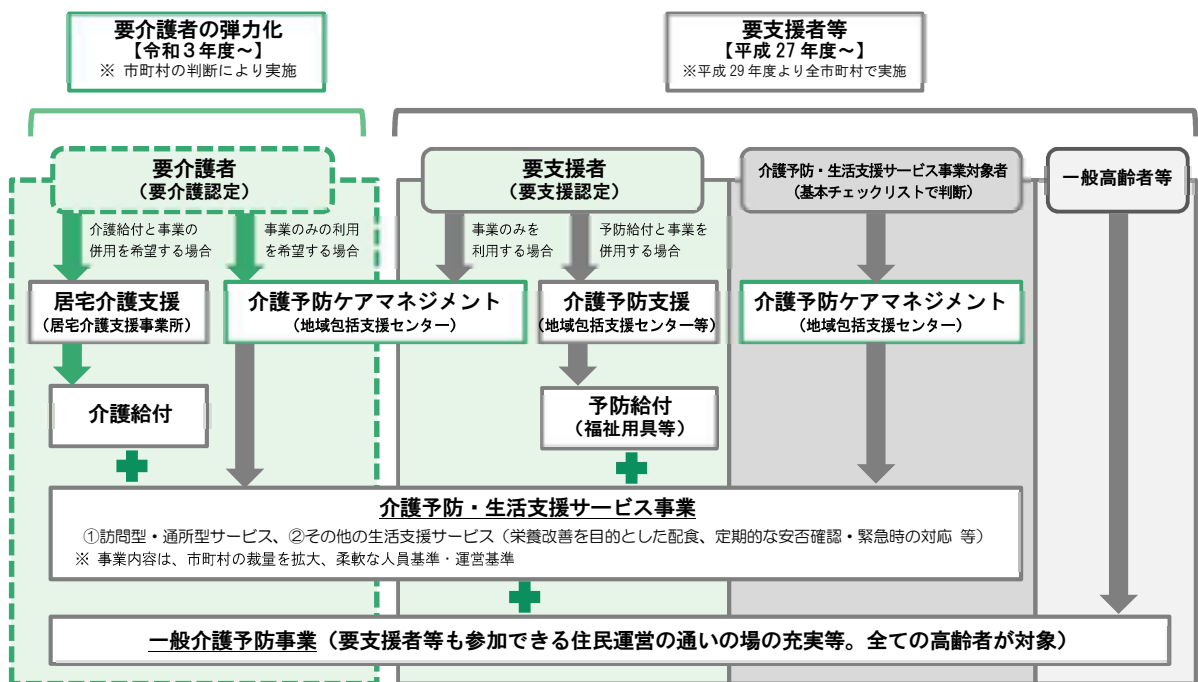 要介護者の弾力化
【令和３年度～】
※ 市町村の判断により実施
要支援者等
【平成 27 年度～】
※平成 29 年度より全市町村で実施
要介護者
（要介護認定）
要支援者
（要支援認定）
介護予防・生活支援サービス事業対象者
（基本チェックリストで判断）
一般高齢者等
介護給付と事業の
併用を希望する場合
事業のみの利用
を希望する場合
事業のみを
利用する場合
予防給付と事業を
併用する場合
居宅介護支援
（居宅介護支援事業所）
介護予防ケアマネジメント
（地域包括支援センター）
介護予防支援
（地域包括支援センター等）
介護予防ケアマネジメント
（地域包括支援センター）
介護給付
予防給付
（福祉用具等）
介護予防・生活支援サービス事業
①訪問型・通所型サービス、②その他の生活支援サービス（栄養改善を目的とした配食、定期的な安否確認・緊急時の対応 等）
※ 事業内容は、市町村の裁量を拡大、柔軟な人員基準・運営基準
一般介護予防事業（要支援者等も参加できる住民運営の通いの場の充実等。全ての高齢者が対象）